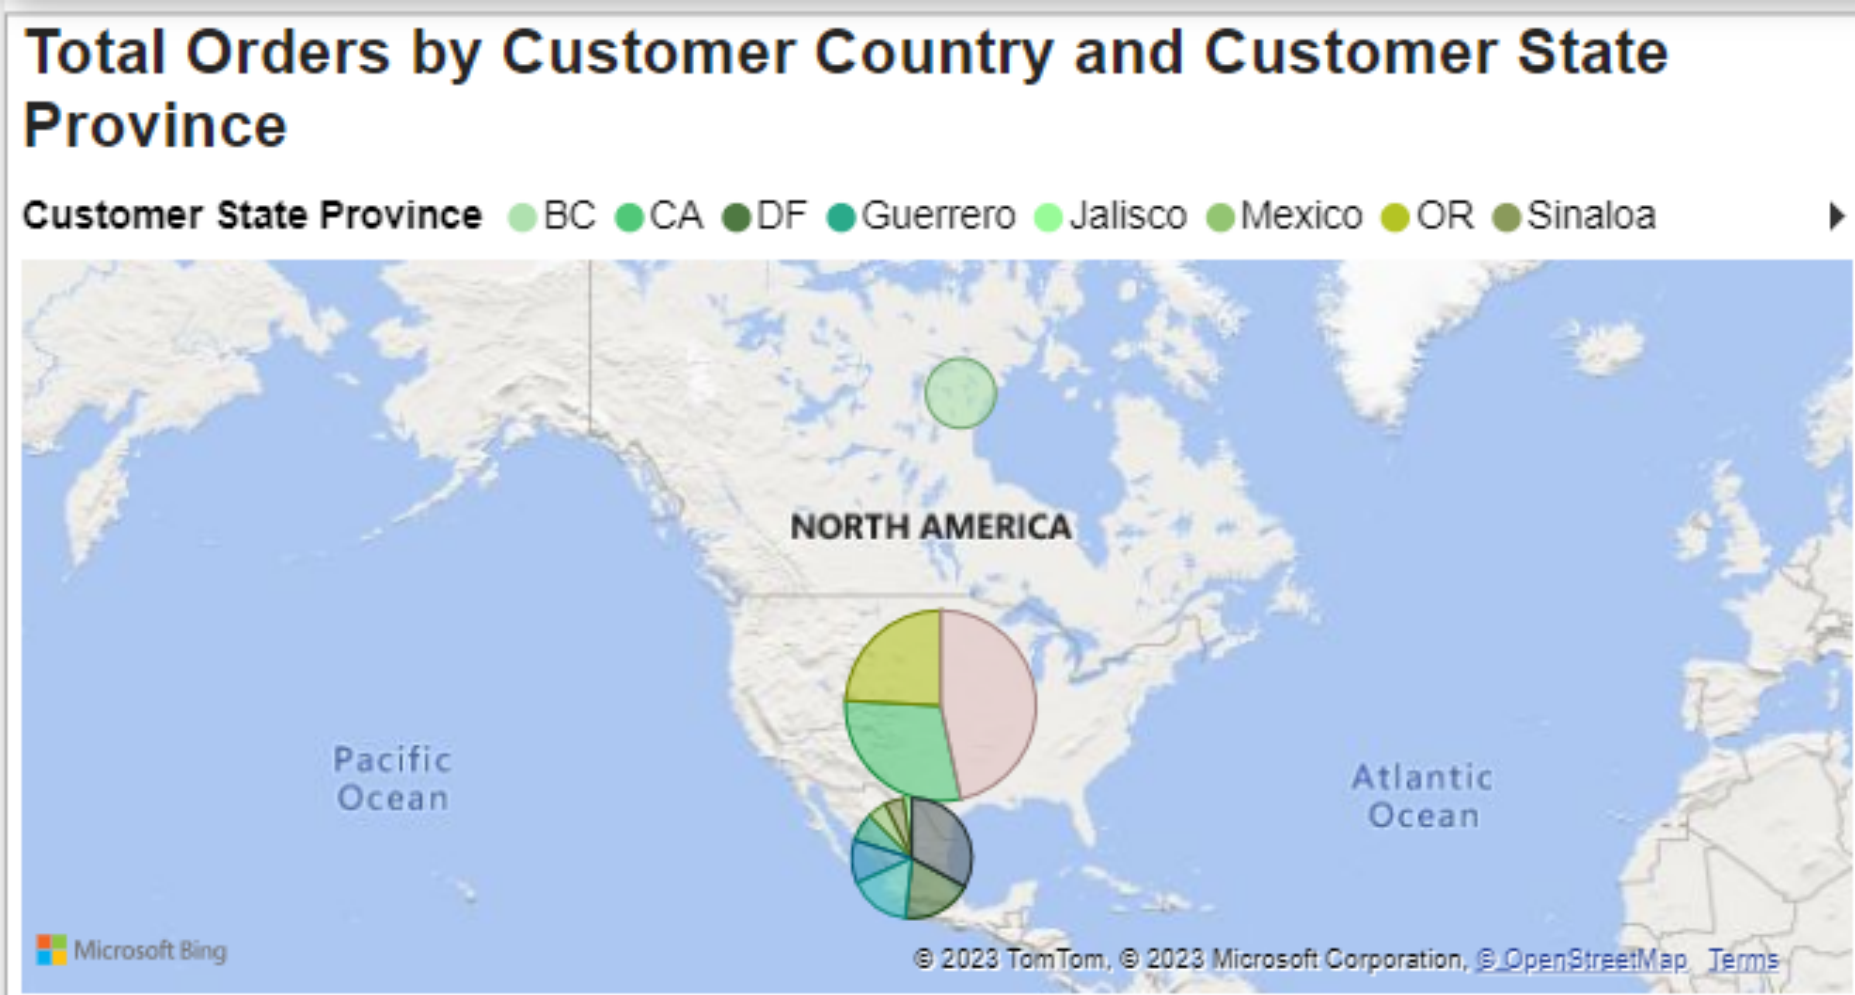 Total Orders by Customer Country and Customer State
Province
Customer State Province BC CA DF Guerrero Jalisco Mexico OR Sinaloa
NORTH AMERICA
Pacific
Ocean
Atlantic
Ocean
Microsoft Bing
© 2023 TomTom, © 2023 Microsoft Corporation, © OpenStreetMap Terms